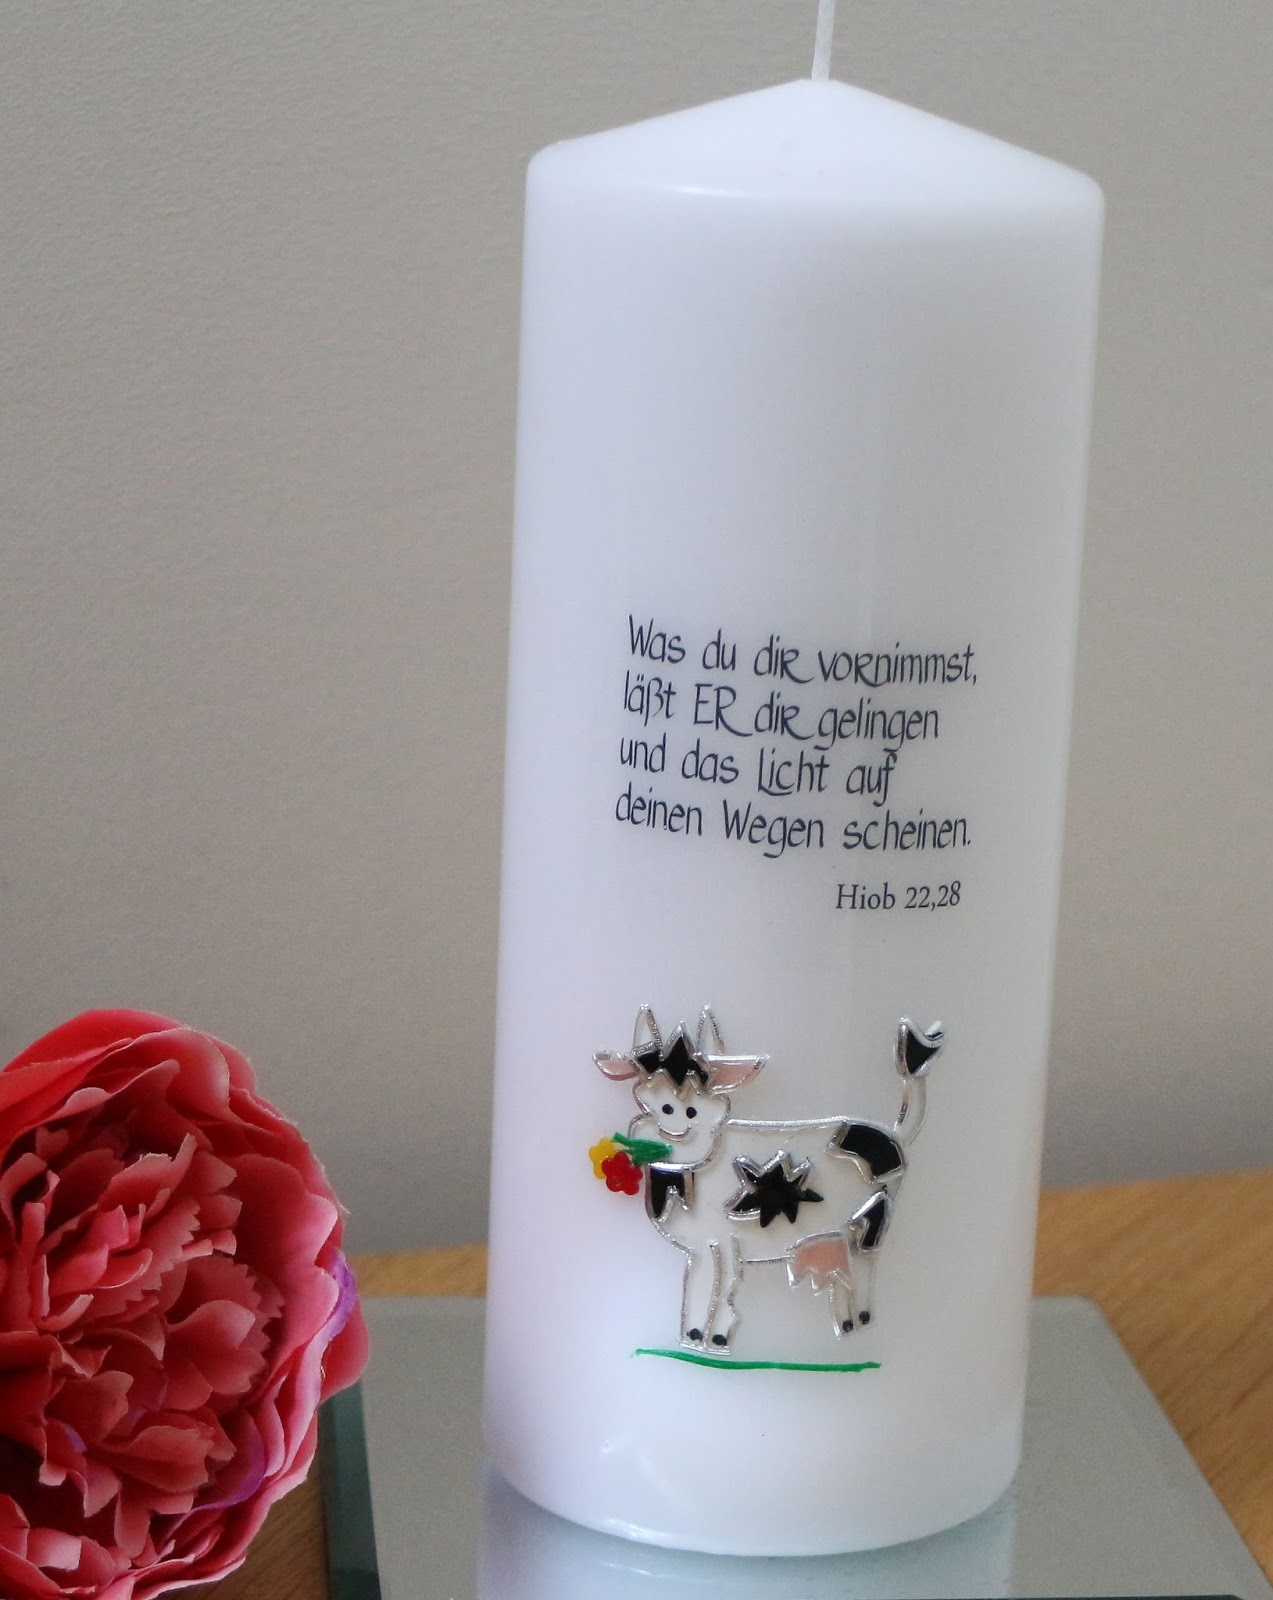 Was du dir vornimmst,
läßt ER dir gelingen
und das Licht auf
deinen Wegen scheinen.
Hiob 22,28